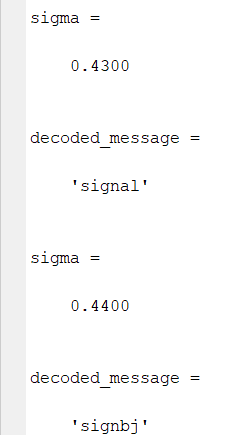 sigma =
0.4300
decoded_message =
'signal'
sigma =
0.4400
decoded_message =
'signbj'